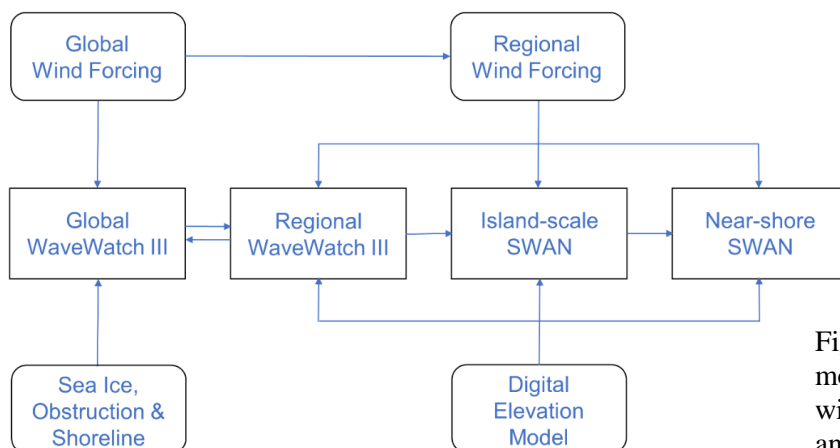 Global
Wind Forcing
Regional
Wind Forcing
Global
WaveWatch III
Regional
WaveWatch III
Island-scale
SWAN
Near-shore
SWAN
Sea Ice,
Obstruction &
Shoreline
Digital
Elevation
Model